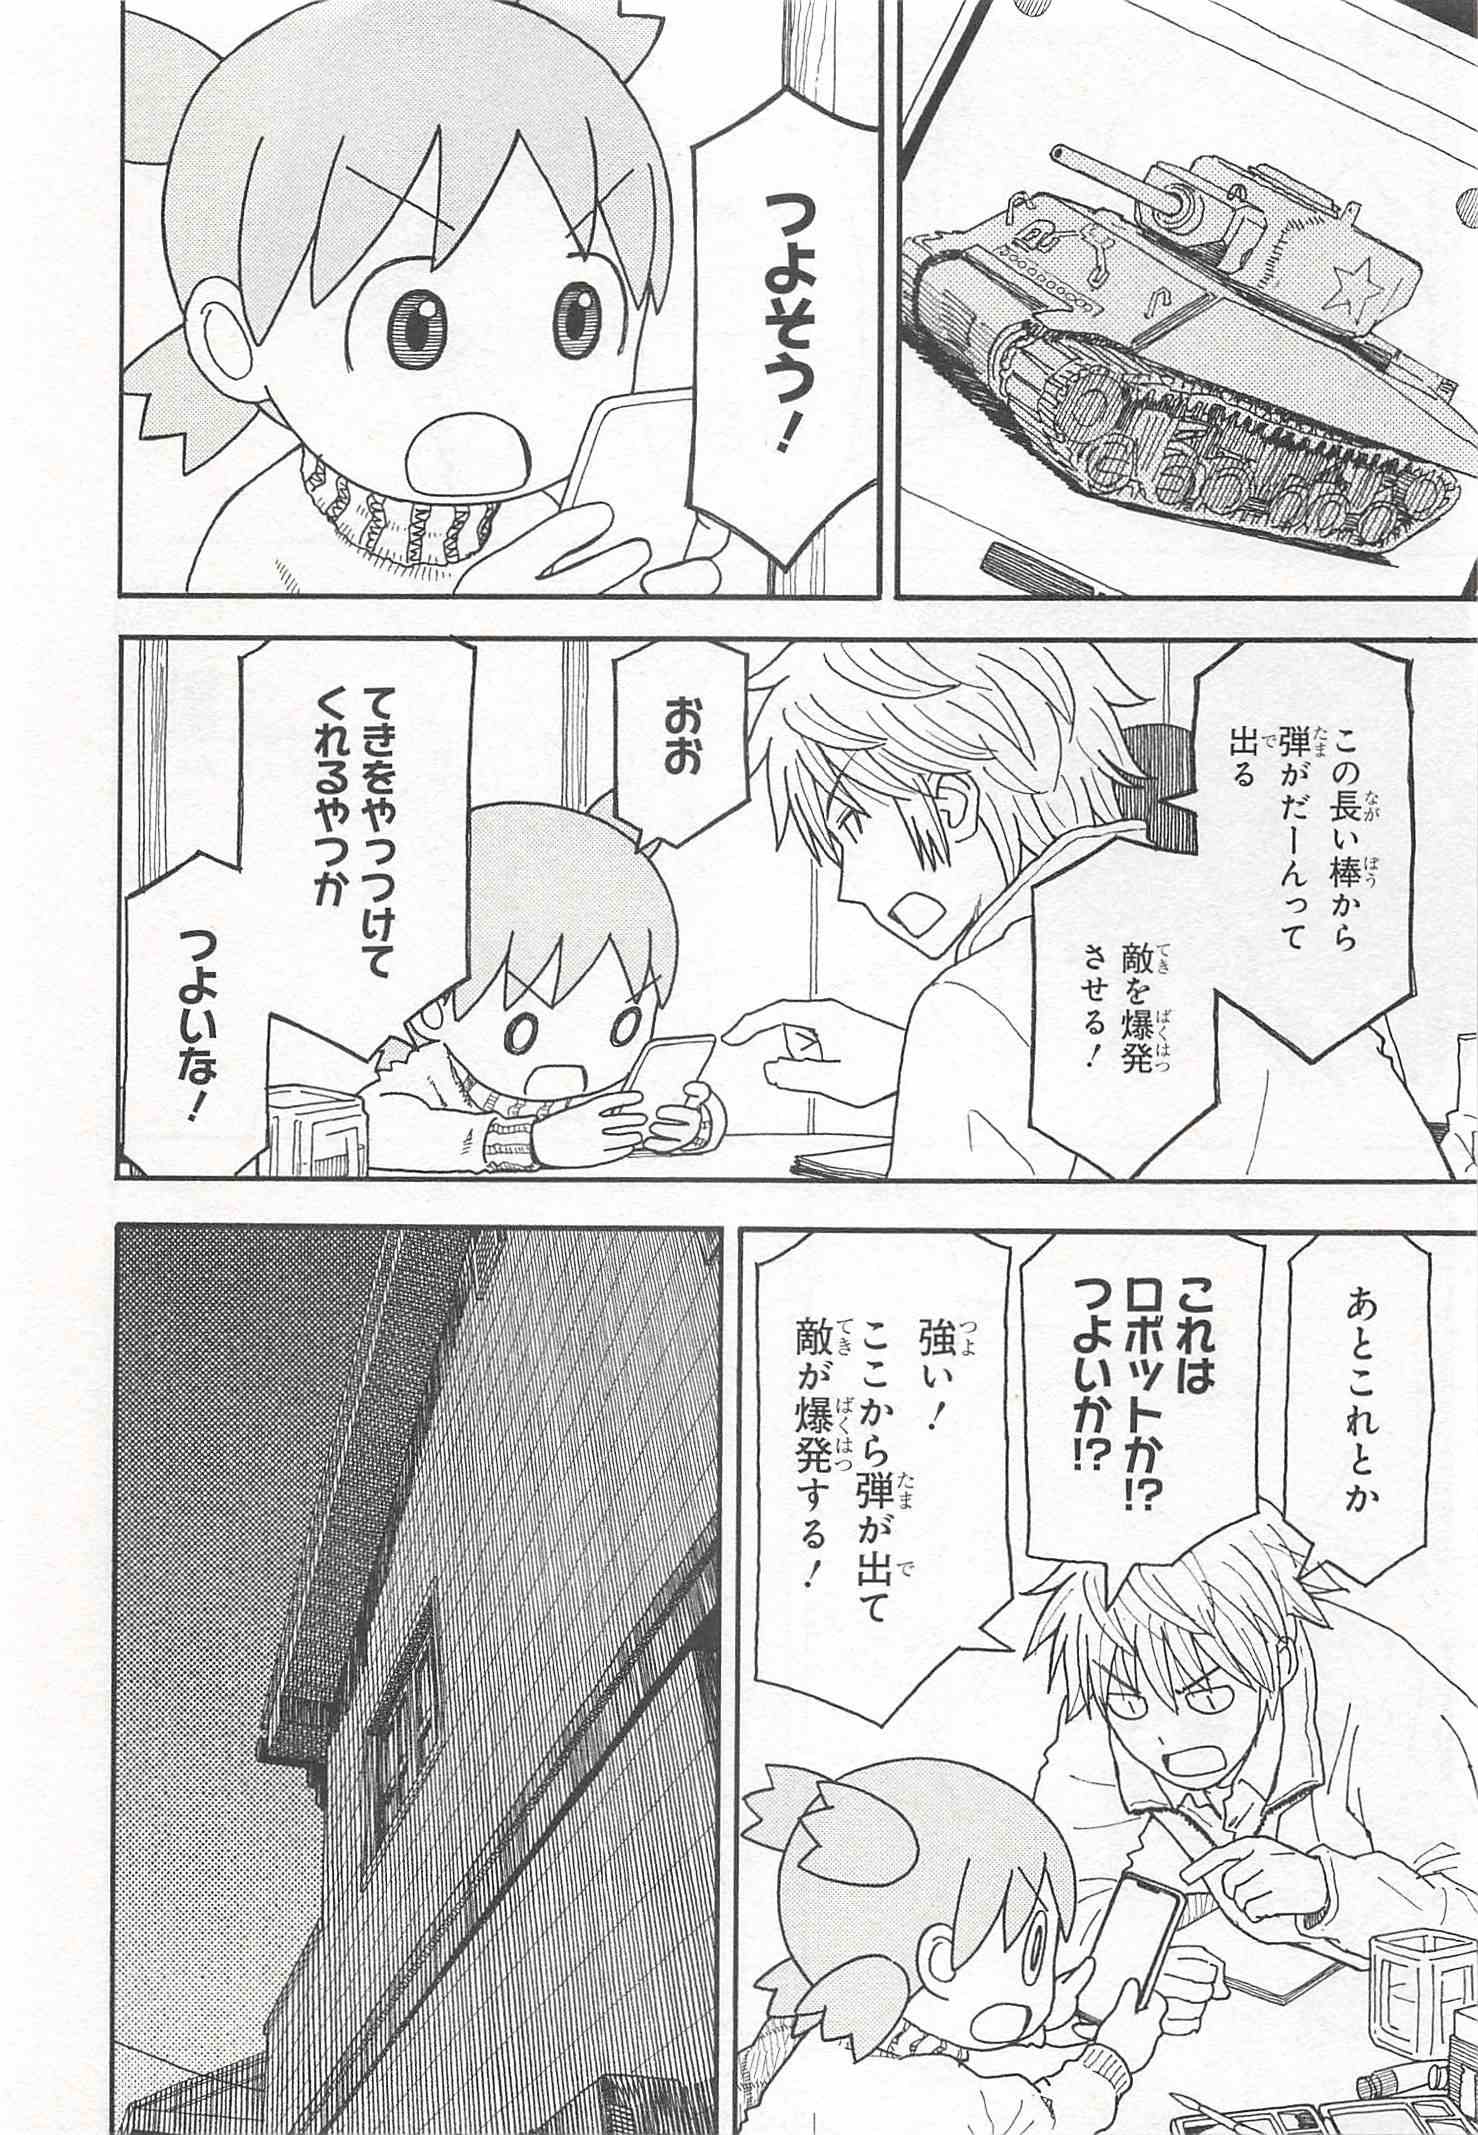 つよそう！
この長い棒から
弾がだーんって
出る
敵を爆発
させる！
おお
てきをやっつけて
くれるやつか
つよいな！
あとこれとか
これは
ロボットか!?
つよいか!?
強い！
ここから弾が出て
敵が爆発する！